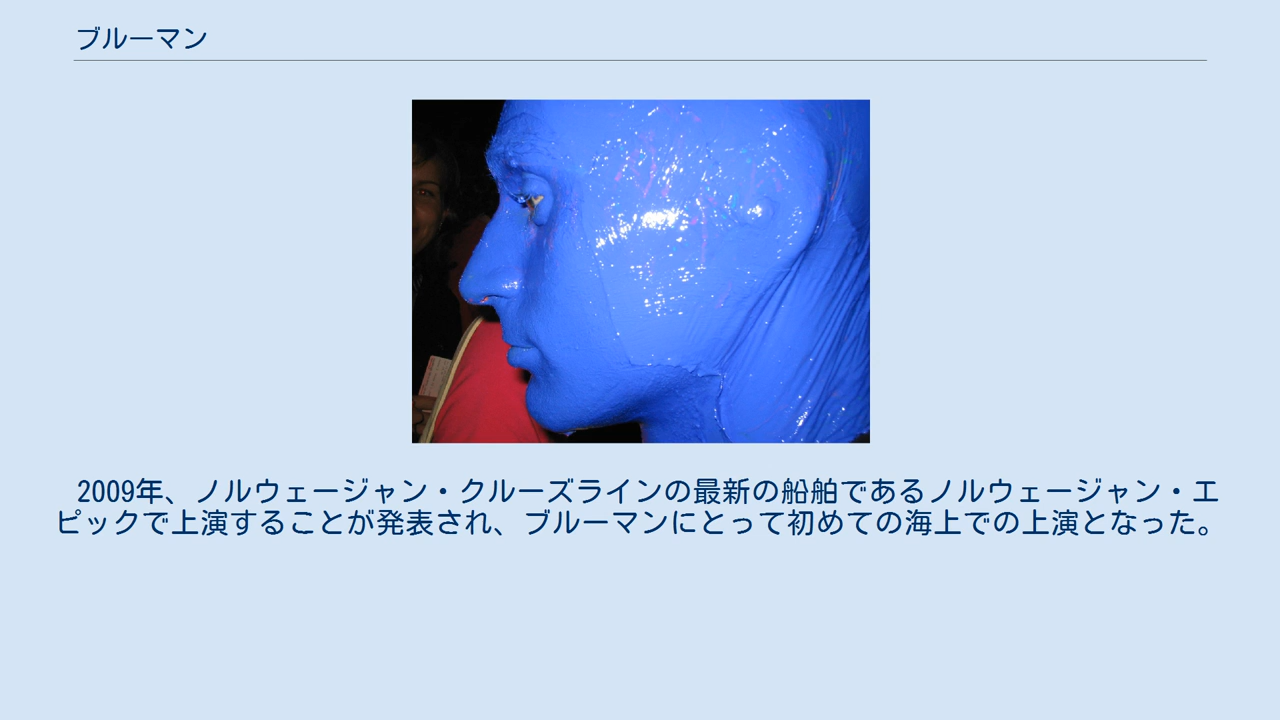 ブルーマン
2009年、ノルウェージャン・クルーズラインの最新の船舶であるノルウェージャン・エ
ピックで上演することが発表され、ブルーマンにとって初めての海上での上演となった。